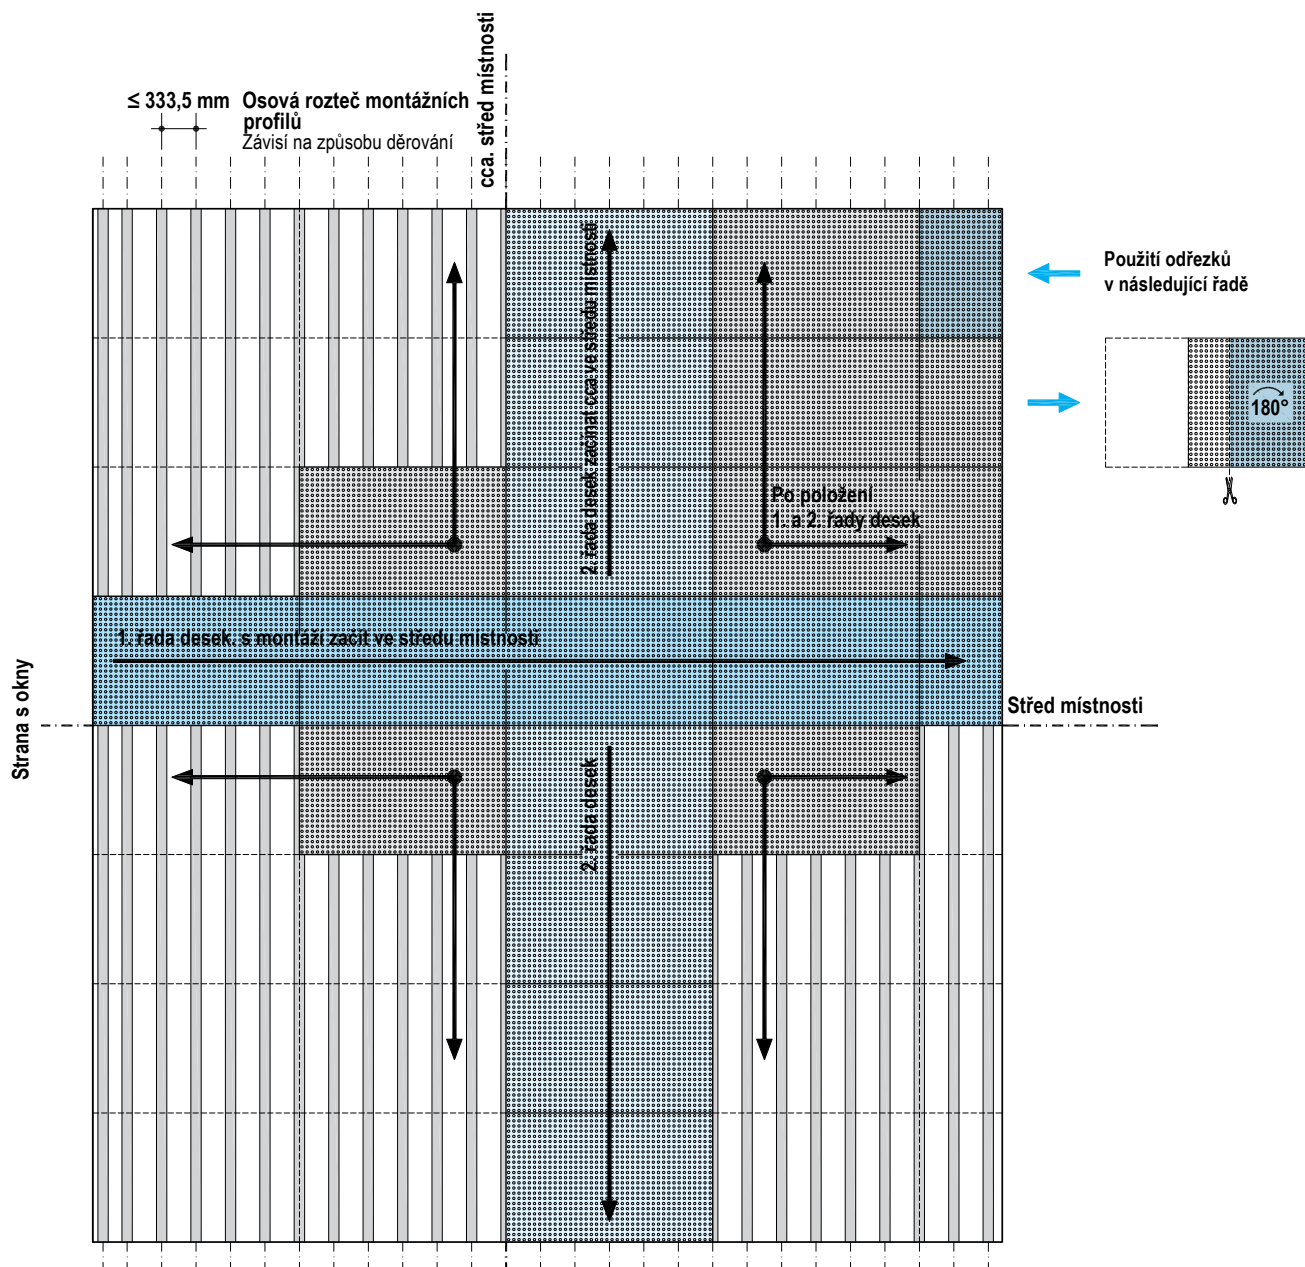 cca. střed místnosti
≤ 333,5 mm Osová rozteč montážních
profilů
Závisí na způsobu děrování
2. řada desek začínat cca ve středu místnosti
Použití odřezků
v následující řadě
180°
Po položení
1. a 2. řady desek
1. řada desek. s montáží začít ve středu místnosti
Strana s okny
Střed místnosti
2. řada desek